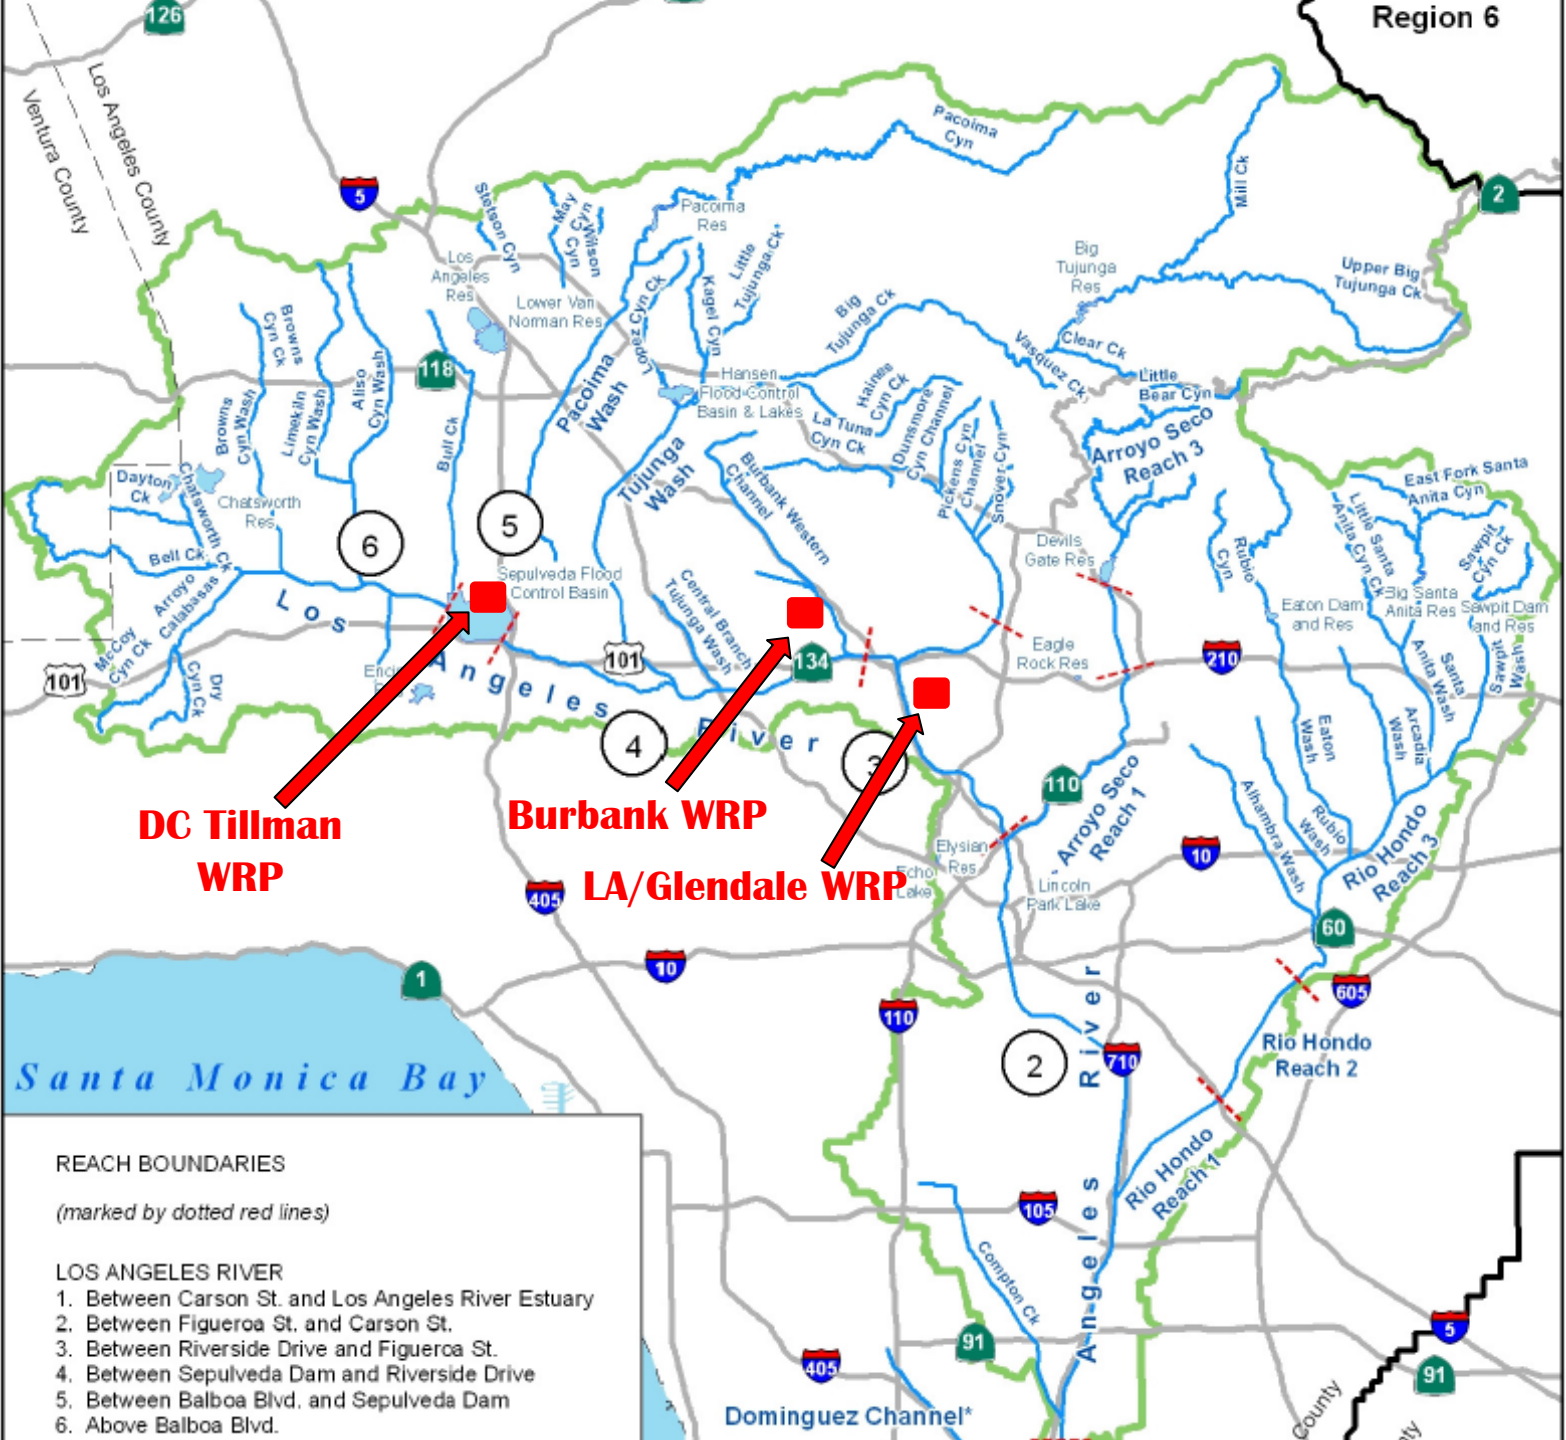 Region 6
126
2
Los Angeles County
Ventura County
5
Pacoima
Cyn
Mill Ck
Stetson Cyn
May
Cyn
Wilson
Cyn
Pacoima
Res
Little
Tujunga Ck*
Los
Angeles
Res
Lower Van
Norman Res
Lopez Cyn Ck
Kagel Cyn
Big
Tujunga Ck
Big
Tujunga
Res
Upper Big
Tujunga Ck
Browns
Cyn Ck
118
Aliso
Cyn Wash
Browns
Cyn Wash
Limekiln
Cyn Wash
Bull Ck
Pacoima
Wash
Lopez
Hansen
Flood Control
Basin & Lakes
Haines
Cyn Ck
La Tuna
Cyn Ck
Dunsmore
Cyn Channel
Pickens Cyn
Channel
Snover Cyn
Vasquez Ck
Clear Ck
Little
Bear Cyn
Arroyo Seco
Reach 3
Tujunga
Wash
Burbank Western
Channel
Dayton
Ck
Chatsworth Ck
Chatsworth
Res
6
5
Bell Ck
Arroyo
Calabasas
McCoy
Cyn Ck
Dry
Cyn Ck
101
Sepulveda Flood
Control Basin
Central Branch
Tujunga Wash
101
134
Devils
Gate Res
Eagle
Rock Res
Rubio
Cyn
East Fork Santa
Anita Cyn
Little Santa
Anita Cyn Ck
Sawpit
Cyn Ck
Big Santa
Anita Res
Sawpit Dam
and Res
Eaton Dam
and Res
210
Santa
Anita Wash
Sawpit
Wash
Arcadia
Wash
Eaton
Wash
Rubio
Wash
Alhambra Wash
Los Angeles River
4
3
DC Tillman
WRP
Burbank WRP
LA/Glendale WRP
Elysian
Res
Echo
Lake
110
Arroyo Seco
Reach 1
Lincoln
Park Lake
10
Rio Hondo
Reach 3
60
605
405
10
1
110
2
710
Rio Hondo
Reach 2
Santa Monica Bay
Rio Hondo
Reach 1
Los Angeles River
105
Compton Ck
91
405
5
91
County
Dominguez Channel*
REACH BOUNDARIES
(marked by dotted red lines)
LOS ANGELES RIVER
1. Between Carson St. and Los Angeles River Estuary
2. Between Figueroa St. and Carson St.
3. Between Riverside Drive and Figueroa St.
4. Between Sepulveda Dam and Riverside Drive
5. Between Balboa Blvd. and Sepulveda Dam
6. Above Balboa Blvd.